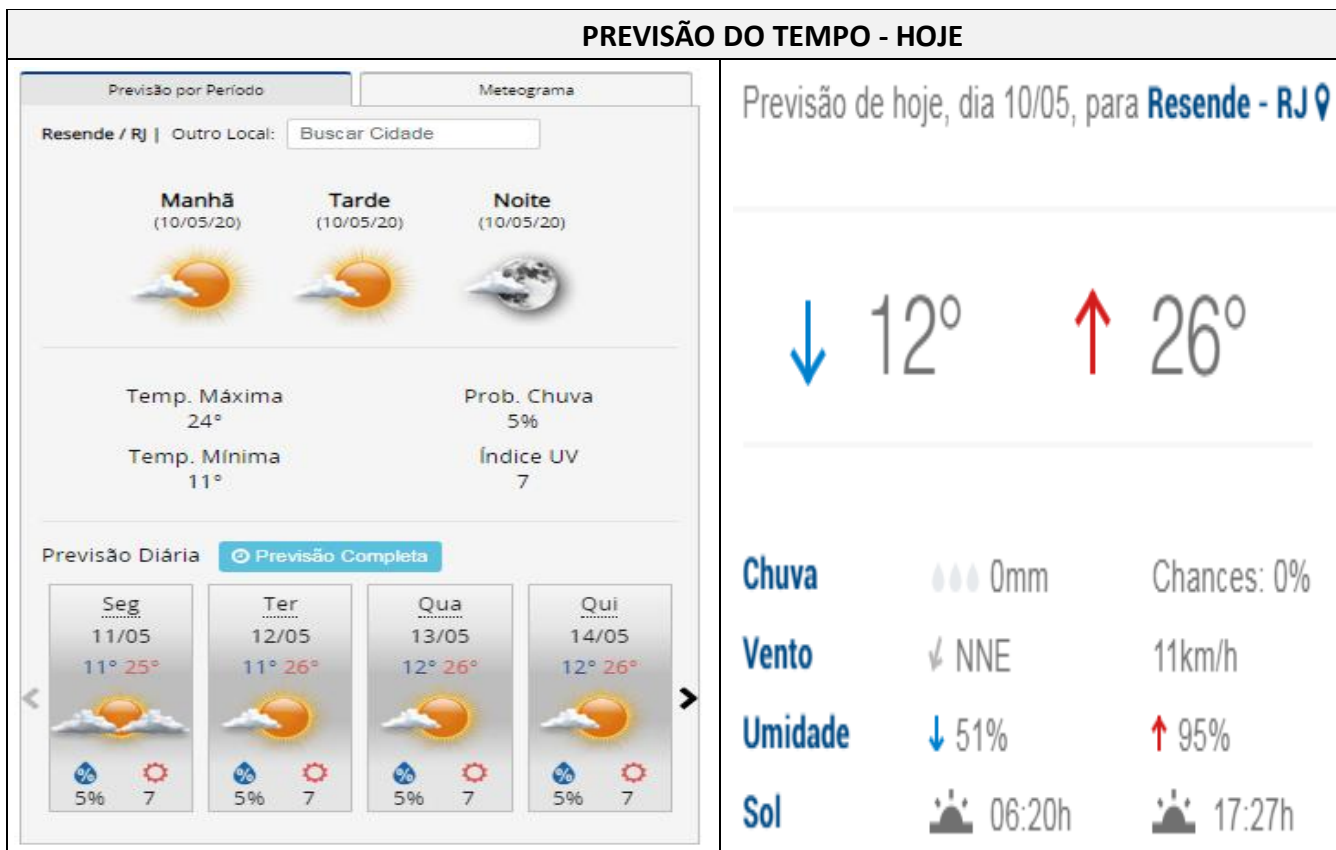 PREVISÃO DO TEMPO - HOJE
Previsão por Período Meteograma
Resende / RJ | Outro Local: Buscar Cidade
Manhã Tarde Noite
(10/05/20) (10/05/20) (10/05/20)
Temp. Máxima Prob. Chuva
24° 5%
Temp. Mínima Índice UV
11° 7
Previsão Diária Previsão Completa
Seg Ter Qua Qui
11/05 12/05 13/05 14/05
11° 25° 11° 26° 12° 26° 12° 26°
% % % %
5% 7 5% 7 5% 7 5% 7
Previsão de hoje, dia 10/05, para Resende - RJ
12° 26°
Chuva 0mm Chances: 0%
Vento NNE 11km/h
Umidade 51% 95%
Sol 06:20h 17:27h